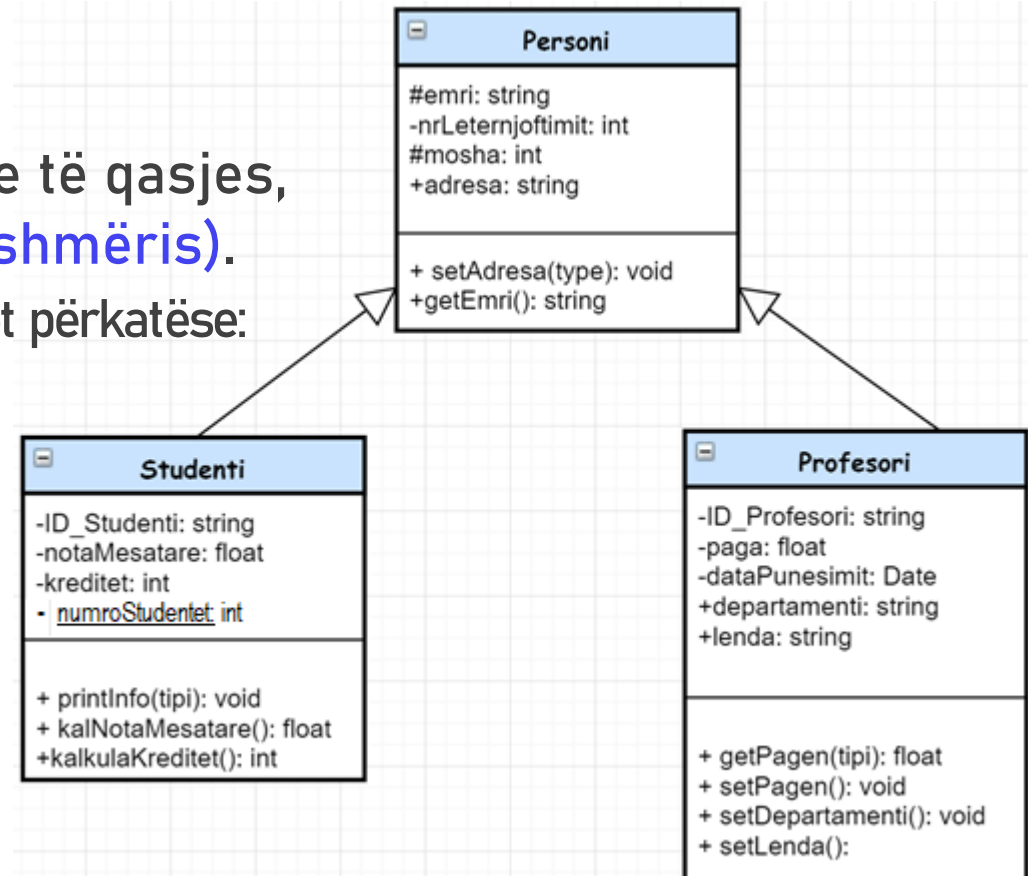 e të qasjes,
shmëris).
t përkatëse:
Personi
#emri: string
-nrLeternjoftimit: int
#mosha: int
+adresa: string
+ setAdresa(type): void
+getEmri(): string
Studenti
-ID_Studenti: string
-notaMesatare: float
-kreditet: int
- numroStudentet: int
+ printInfo(tipi): void
+ kalNotaMesatare(): float
+kalkulaKreditet(): int
Profesori
-ID_Profesori: string
-paga: float
-dataPunesimit: Date
+departamenti: string
+lenda: string
+ getPagen(tipi): float
+ setPagen(): void
+ setDepartamenti(): void
+ setLenda():